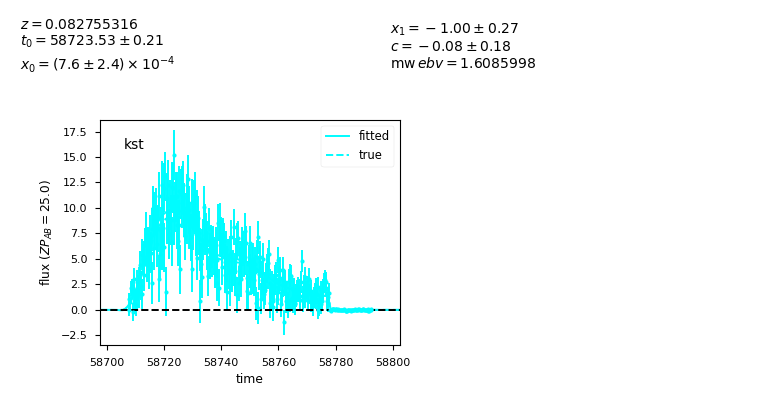 z = 0.082755316
t₀ = 58723.53 ± 0.21
x₀ = (7.6 ± 2.4) × 10⁻⁴
x₁ = −1.00 ± 0.27
c = −0.08 ± 0.18
mw ebv = 1.6085998
kst
fitted
true
17.5
15.0
12.5
10.0
7.5
5.0
2.5
0.0
−2.5
flux (ZP_AB = 25.0)
58700 58720 58740 58760 58780 58800
time